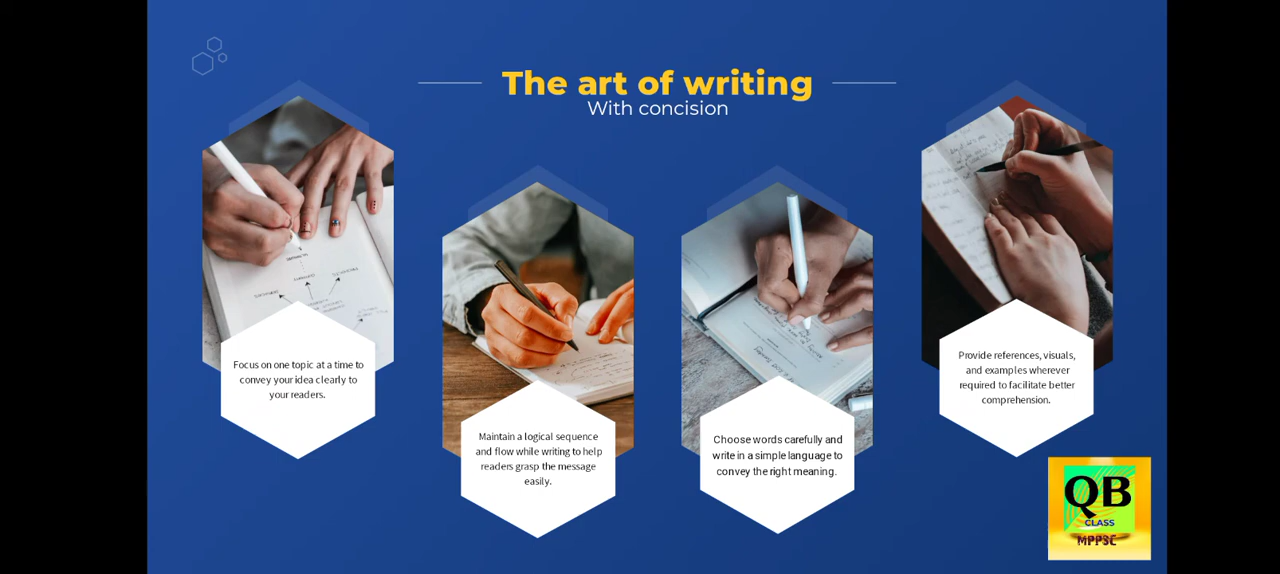 The art of writing
With concision
Focus on one topic at a time to
convey your idea clearly to
your readers.
Maintain a logical sequence
and flow while writing to help
readers grasp the message
easily.
Choose words carefully and
write in a simple language to
convey the right meaning.
Provide references, visuals,
and examples wherever
required to facilitate better
comprehension.
QB
CLASS
MPPSC